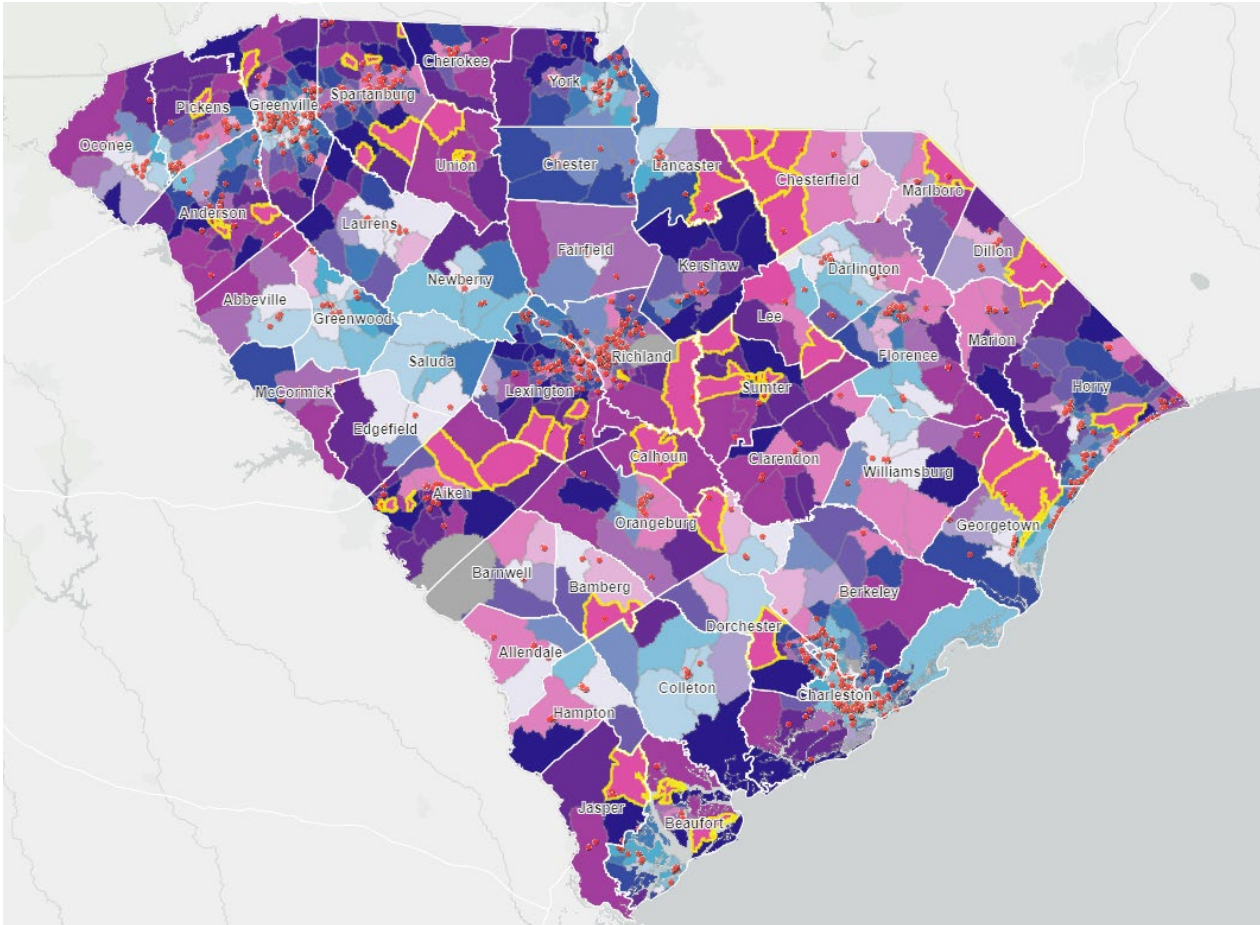 Cherokee
York
Spartanburg
Pickens
Greenville
Oconee
Union
Chester
Lancaster
Chesterfield
Marlboro
Anderson
Laurens
Fairfield
Dillon
Kershaw
Darlington
Newberry
Abbeville
Greenwood
Lee
Marion
Richland
Florence
Saluda
Lexington
Sumter
Horry
McCormick
Edgefield
Calhoun
Clarendon
Williamsburg
Aiken
Orangeburg
Georgetown
Barnwell
Bamberg
Berkeley
Dorchester
Allendale
Colleton
Charleston
Hampton
Jasper
Beaufort